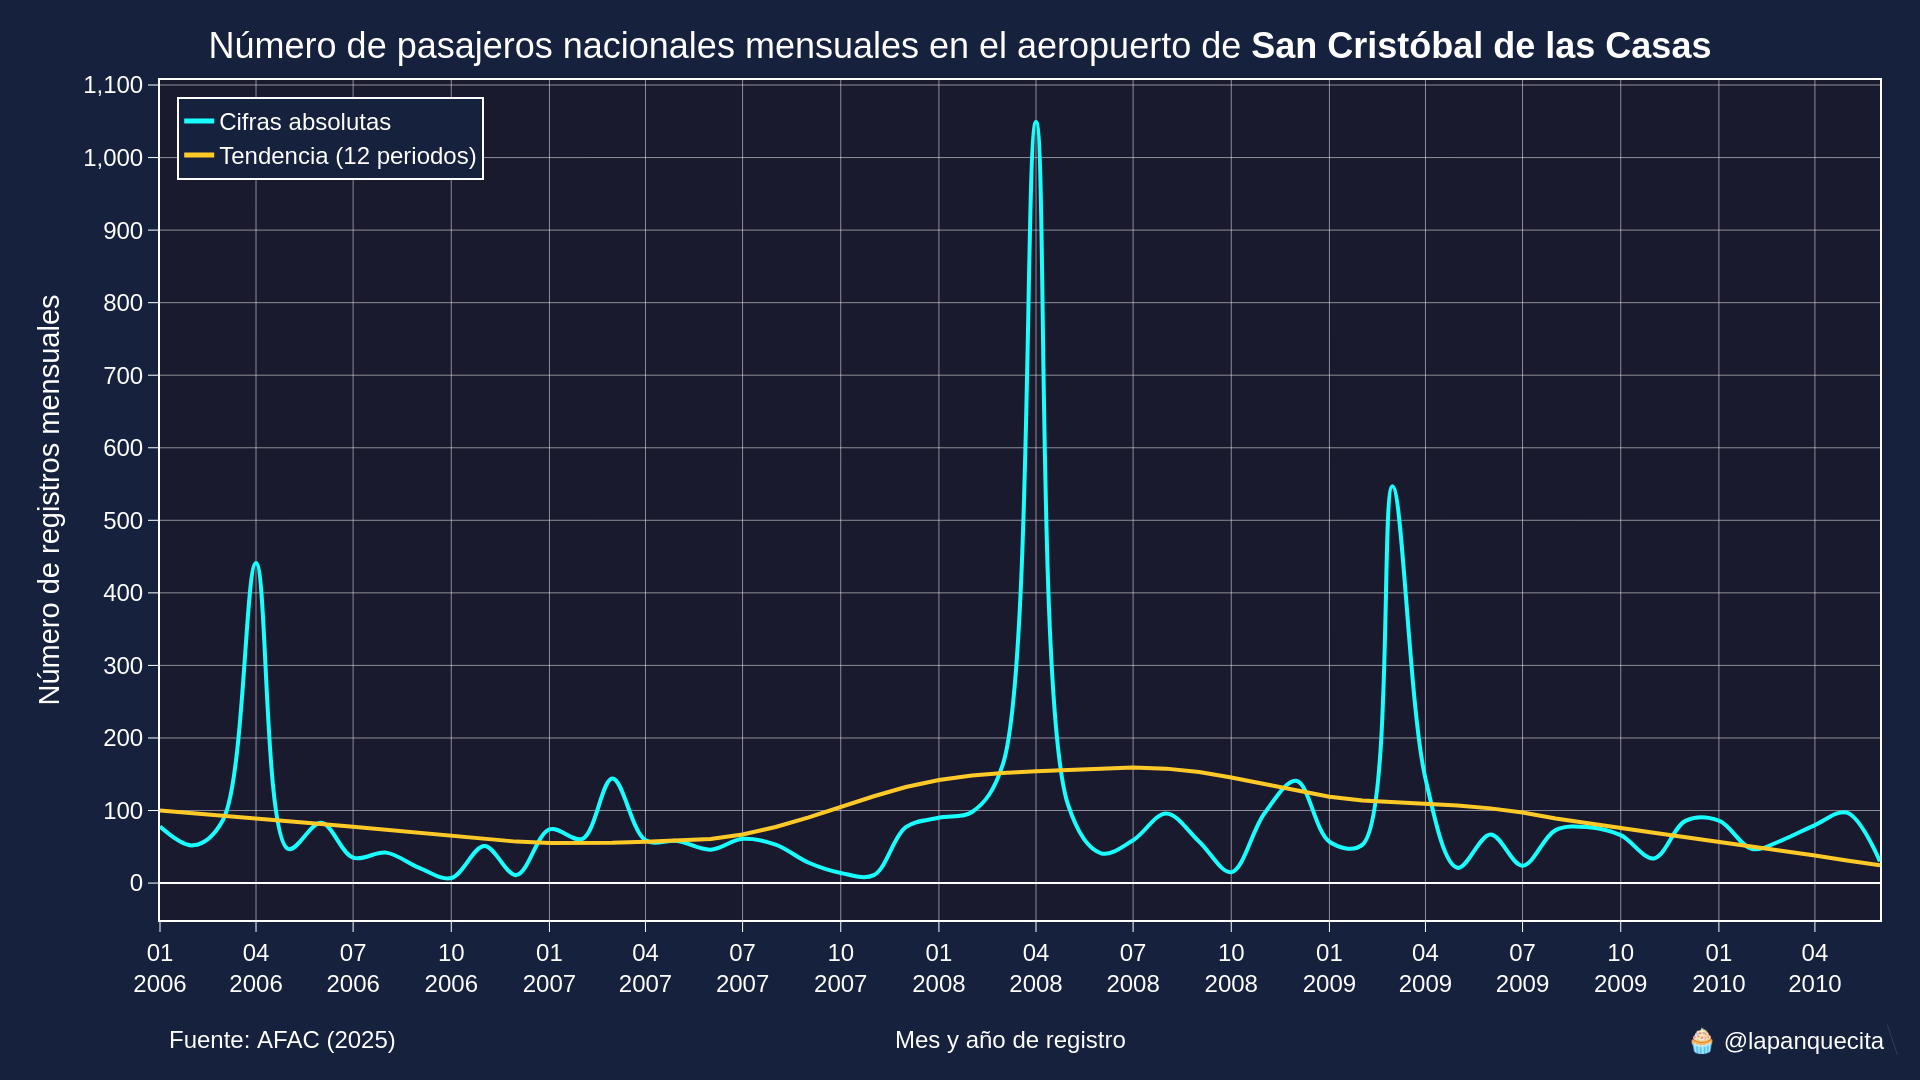 Número de pasajeros nacionales mensuales en el aeropuerto de San Cristóbal de las Casas
Número de registros mensuales
1,100
1,000
900
800
700
600
500
400
300
200
100
0
Cifras absolutas
Tendencia (12 periodos)
01 04 07 10 01 04 07 10 01 04 07 10 01 04 07 10 01 04
2006 2006 2006 2006 2007 2007 2007 2007 2008 2008 2008 2008 2009 2009 2009 2009 2010 2010
Fuente: AFAC (2025) Mes y año de registro 🧁 @lapanquecita